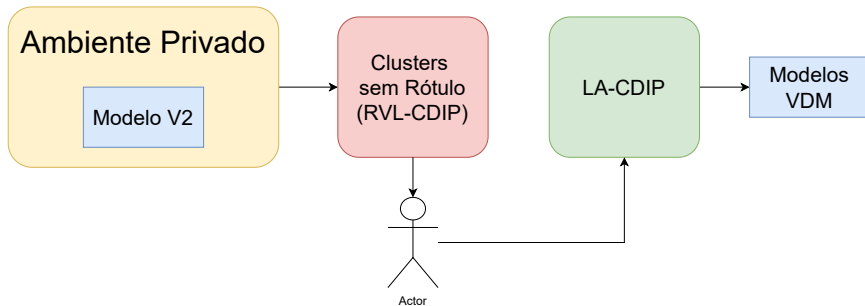 Ambiente Privado
Modelo V2
Clusters
sem Rótulo
(RVL-CDIP)
LA-CDIP
Modelos
VDM
Actor